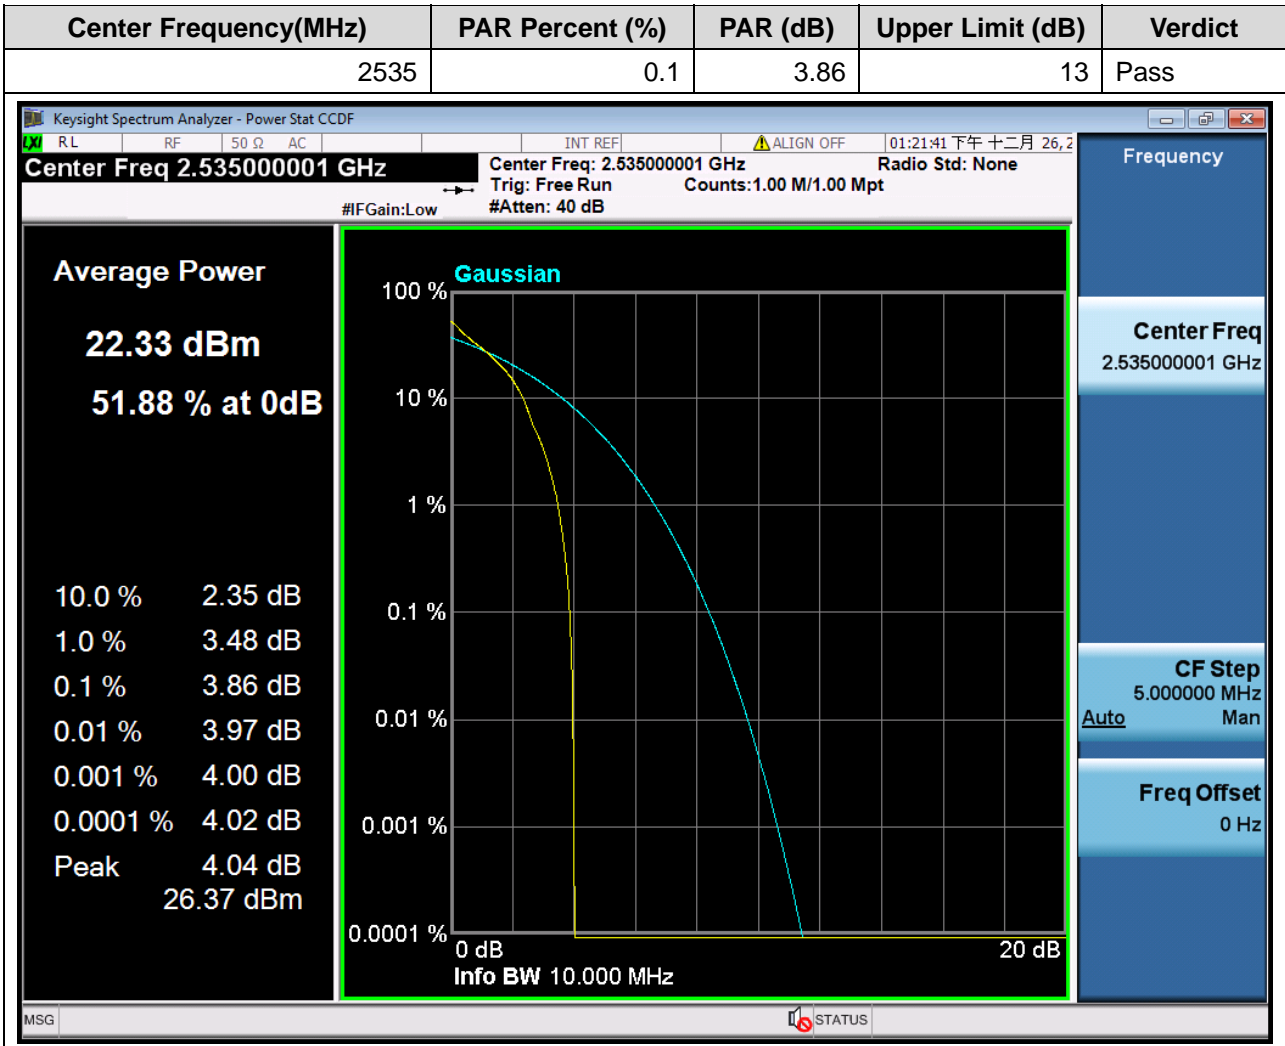 Center Frequency(MHz) PAR Percent (%) PAR (dB) Upper Limit (dB) Verdict
2535 0.1 3.86 13 Pass
Keysight Spectrum Analyzer - Power Stat CCDF
LXI RL RF 50 Ω AC INT REF ALIGN OFF 01:21:41 下午 十二月 26, 2
Center Freq 2.535000001 GHz
#IFGain:Low
Center Freq: 2.535000001 GHz Radio Std: None
Trig: Free Run Counts:1.00 M/1.00 Mpt
#Atten: 40 dB
Average Power
22.33 dBm
51.88 % at 0dB
10.0 % 2.35 dB
1.0 % 3.48 dB
0.1 % 3.86 dB
0.01 % 3.97 dB
0.001 % 4.00 dB
0.0001 % 4.02 dB
Peak 4.04 dB
26.37 dBm
Gaussian
100 %
10 %
1 %
0.1 %
0.01 %
0.001 %
0.0001 %
0 dB 20 dB
Info BW 10.000 MHz
Frequency
Center Freq
2.535000001 GHz
CF Step
5.000000 MHz
Auto Man
Freq Offset
0 Hz
MSG STATUS